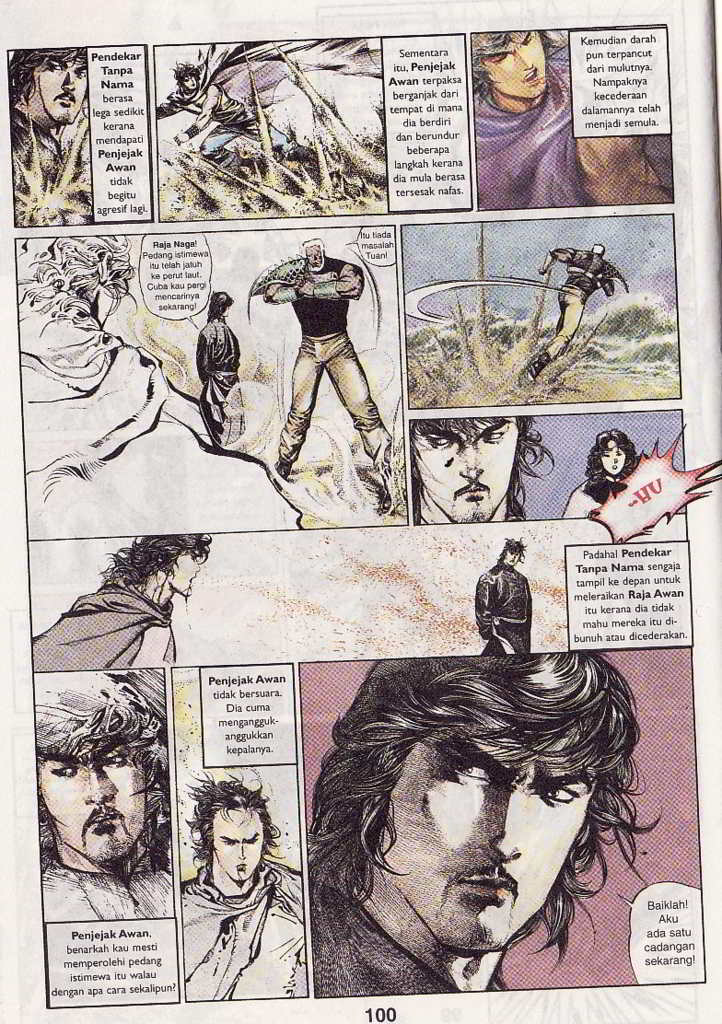 Pendekar
Tanpa
Nama
berasa
lega sedikit
kerana
mendapati
Penjejak
Awan
tidak
begitu
agresif lagi.
Sementara
itu, Penjejak
Awan terpaksa
berganjak dari
tempat di mana
dia berdiri
dan berundur
beberapa
langkah kerana
dia mula berasa
tersesak nafas.
Kemudian darah
pun terpancut
dari mulutnya.
Nampaknya
kecederaan
dalamannya telah
menjadi semula.
Raja Naga!
Pedang istimewa
itu telah jatuh
ke perut laut.
Cuba kau pergi
mencarinya
sekarang!
Itu tiada
masalah
Tuan!
HU~
Padahal Pendekar
Tanpa Nama sengaja
tampil ke depan untuk
meleraikan Raja Awan
itu kerana dia tidak
mahu mereka itu di-
bunuh atau dicederakan.
Penjejak Awan,
benarkah kau mesti
memperolehi pedang
istimewa itu walau
dengan apa cara sekalipun?
Penjejak Awan
tidak bersuara.
Dia cuma
menganggguk-
anggukkan
kepalanya.
Baiklah!
Aku
ada satu
cadangan
sekarang!
100